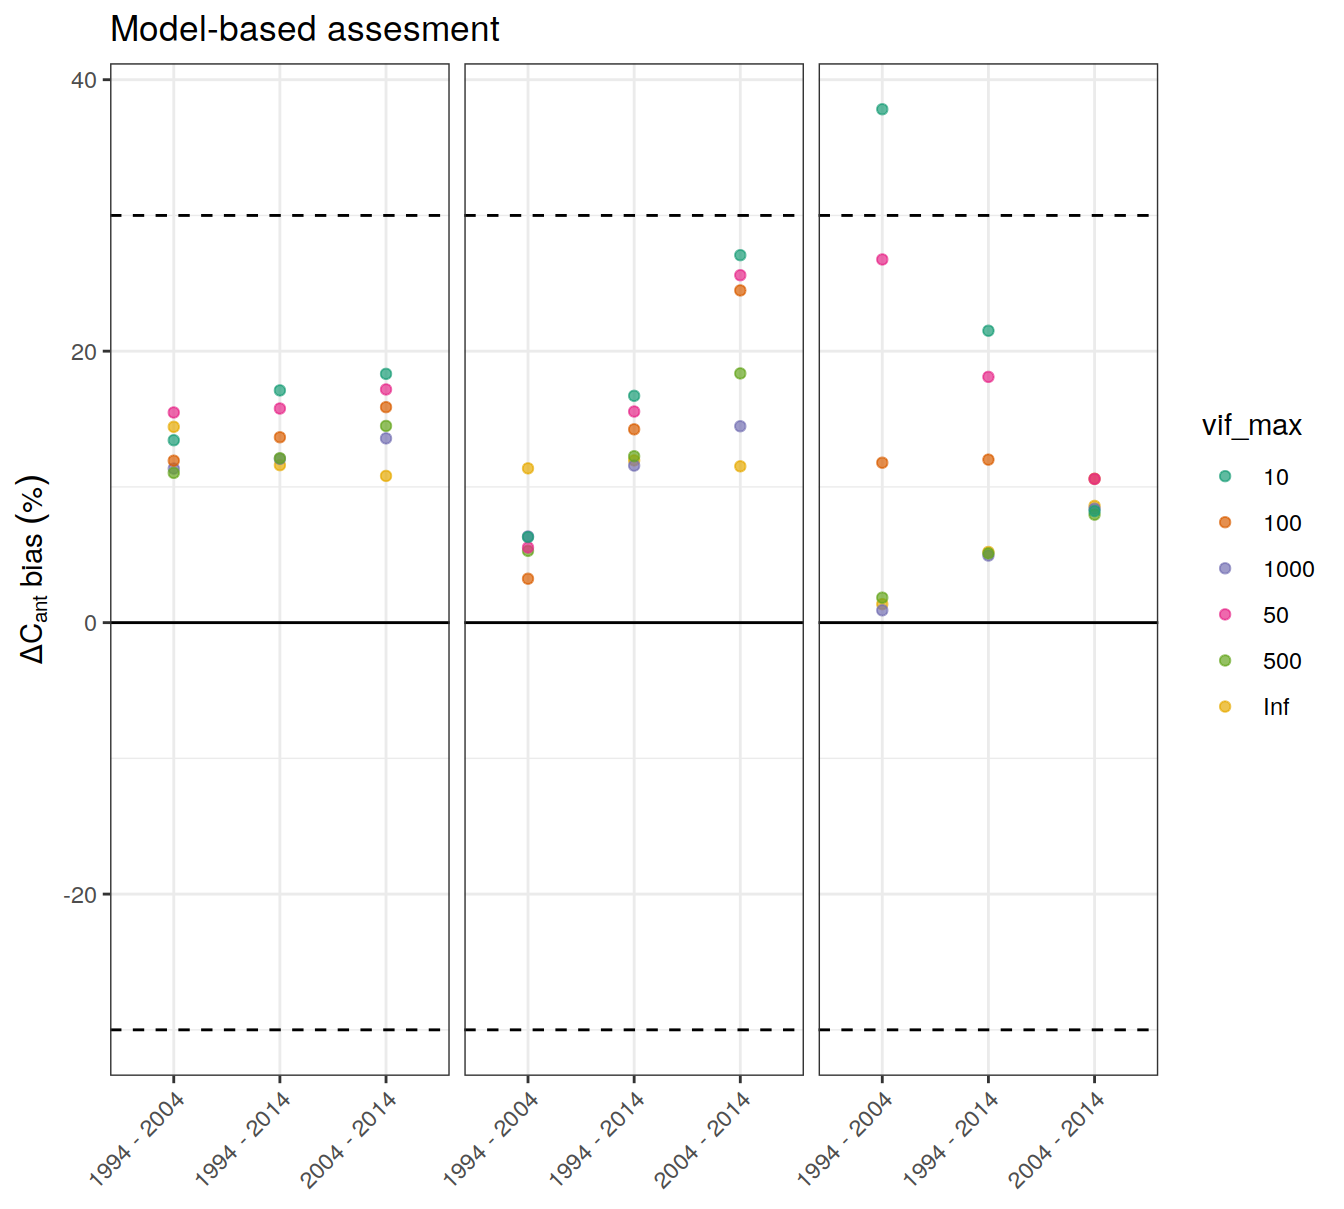 Model-based assesment
40
20
0
-20
ΔCant bias (%)
1994 - 2004
1994 - 2014
2004 - 2014
1994 - 2004
1994 - 2014
2004 - 2014
1994 - 2004
1994 - 2014
2004 - 2014
vif_max
10
100
1000
50
500
Inf